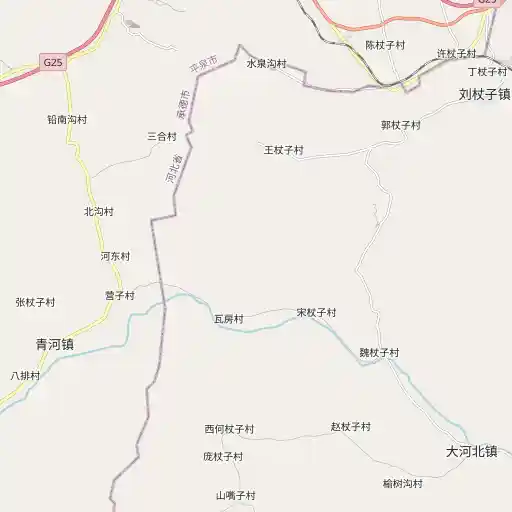 G25
陈杖子村
许杖子村
G25
平泉市
水泉沟村
丁杖子村
承德市
刘杖子镇
铅南沟村
郭杖子村
三合村
王杖子村
河北省
北沟村
河东村
营子村
张杖子村
瓦房村
宋杖子村
青河镇
魏杖子村
八排村
西何杖子村
赵杖子村
庞杖子村
大河北镇
榆树沟村
山嘴子村